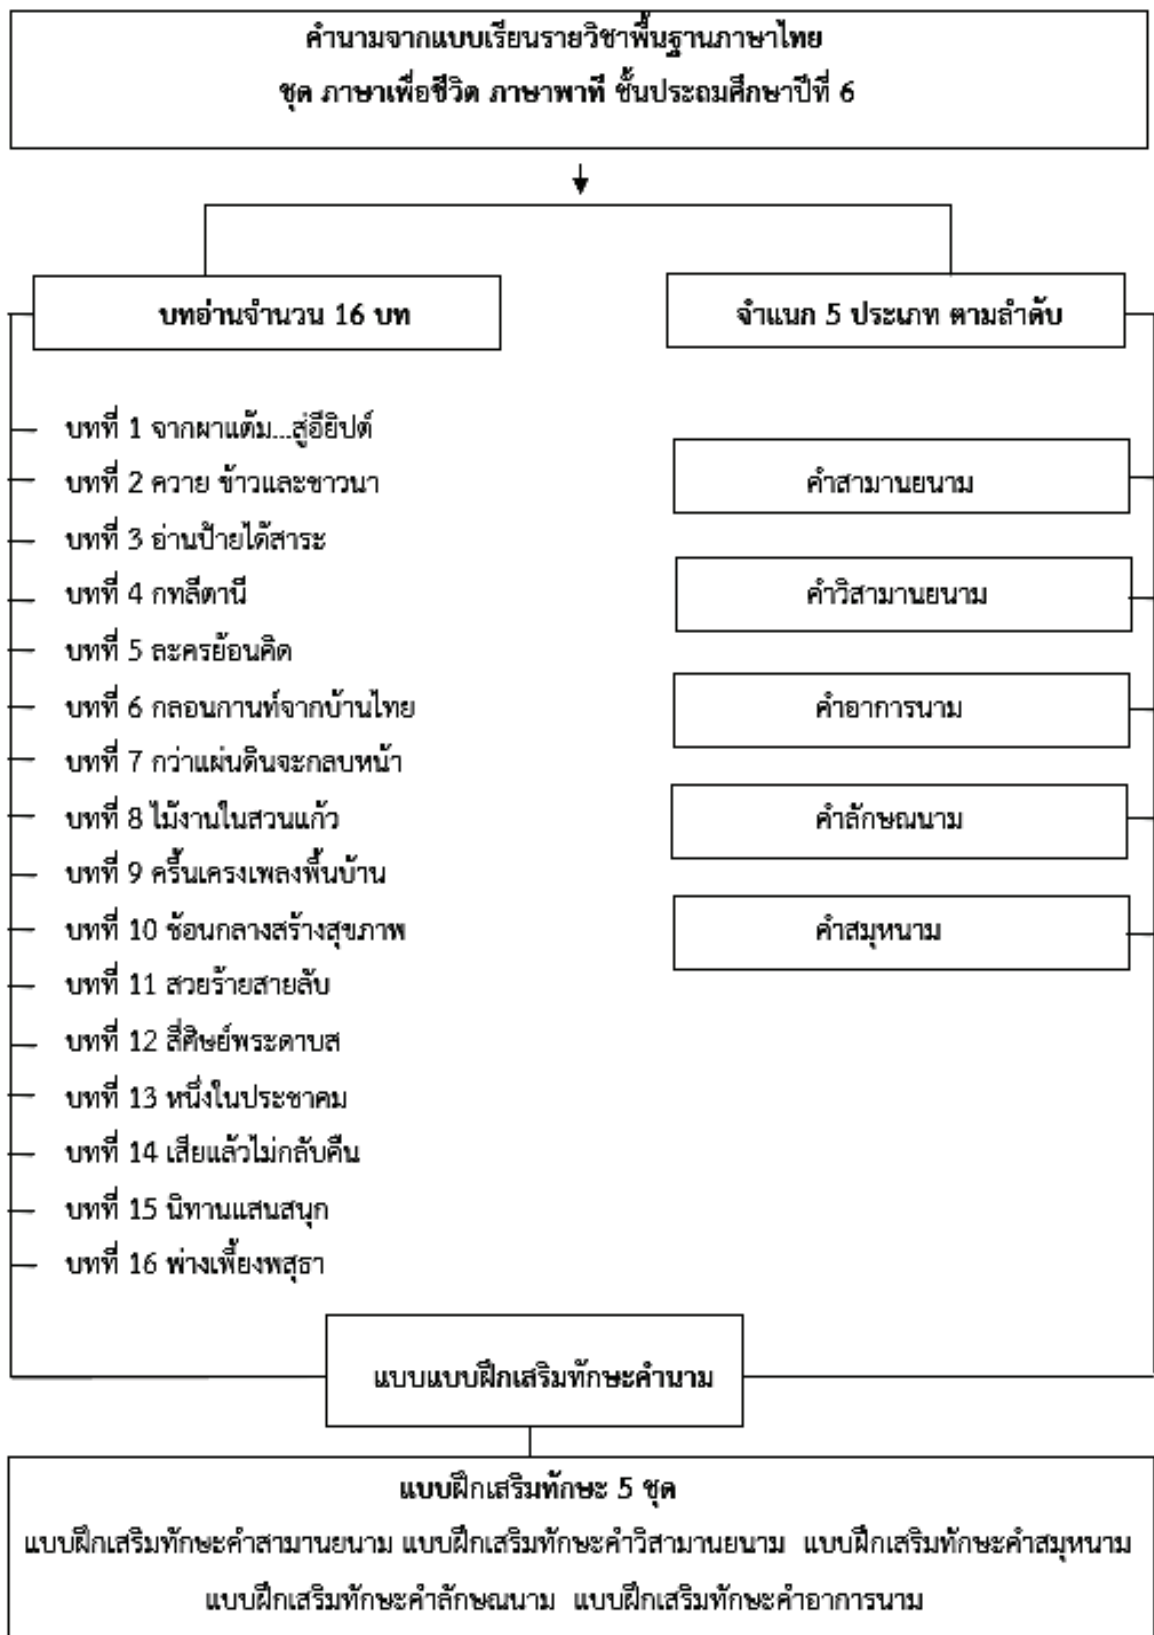 คำนามจากแบบเรียนรายวิชาพื้นฐานภาษาไทย
ชุด ภาษาเพื่อชีวิต ภาษาพาที ชั้นประถมศึกษาปีที่ 6
บทอ่านจำนวน 16 บท
บทที่ 1 จากผาแต้ม...สู่อียิปต์
บทที่ 2 ควาย ข้าวและชาวนา
บทที่ 3 อ่านป้ายได้สาระ
บทที่ 4 กทลีตานี
บทที่ 5 ละครย้อนคิด
บทที่ 6 กลอนกานท์จากบ้านไทย
บทที่ 7 กว่าแผ่นดินจะกลบหน้า
บทที่ 8 ไม้งานในสวนแก้ว
บทที่ 9 ครื้นเครงเพลงพื้นบ้าน
บทที่ 10 ช้อนกลางสร้างสุขภาพ
บทที่ 11 สวยร้ายสายลับ
บทที่ 12 สี่ศิษย์พระดาบส
บทที่ 13 หนึ่งในประชาคม
บทที่ 14 เสียแล้วไม่กลับคืน
บทที่ 15 นิทานแสนสนุก
บทที่ 16 พ่างเพี้ยงพสุธา
จำแนก 5 ประเภท ตามลำดับ
คำสามานยนาม
คำวิสามานยนาม
คำอาการนาม
คำลักษณนาม
คำสมุหนาม
แบบแบบฝึกเสริมทักษะคำนาม
แบบฝึกเสริมทักษะ 5 ชุด
แบบฝึกเสริมทักษะคำสามานยนาม แบบฝึกเสริมทักษะคำวิสามานยนาม แบบฝึกเสริมทักษะคำสมุหนาม
แบบฝึกเสริมทักษะคำลักษณนาม แบบฝึกเสริมทักษะคำอาการนาม